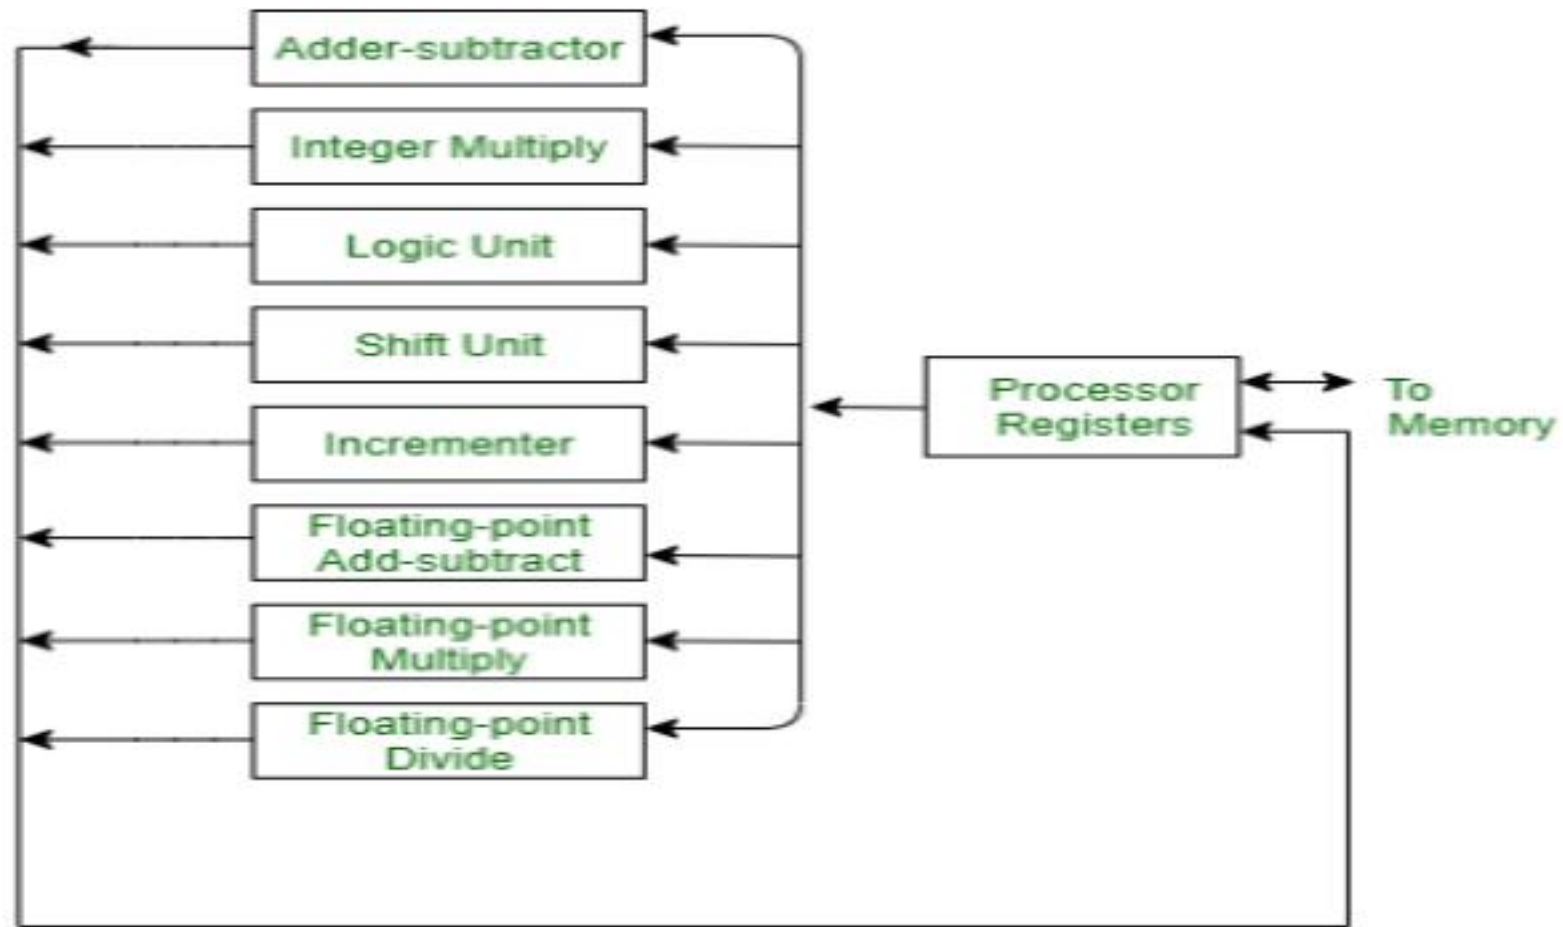 Adder-subtractor
Integer Multiply
Logic Unit
Shift Unit
Incrementer
Floating-point
Add-subtract
Floating-point
Multiply
Floating-point
Divide
Processor
Registers
To
Memory